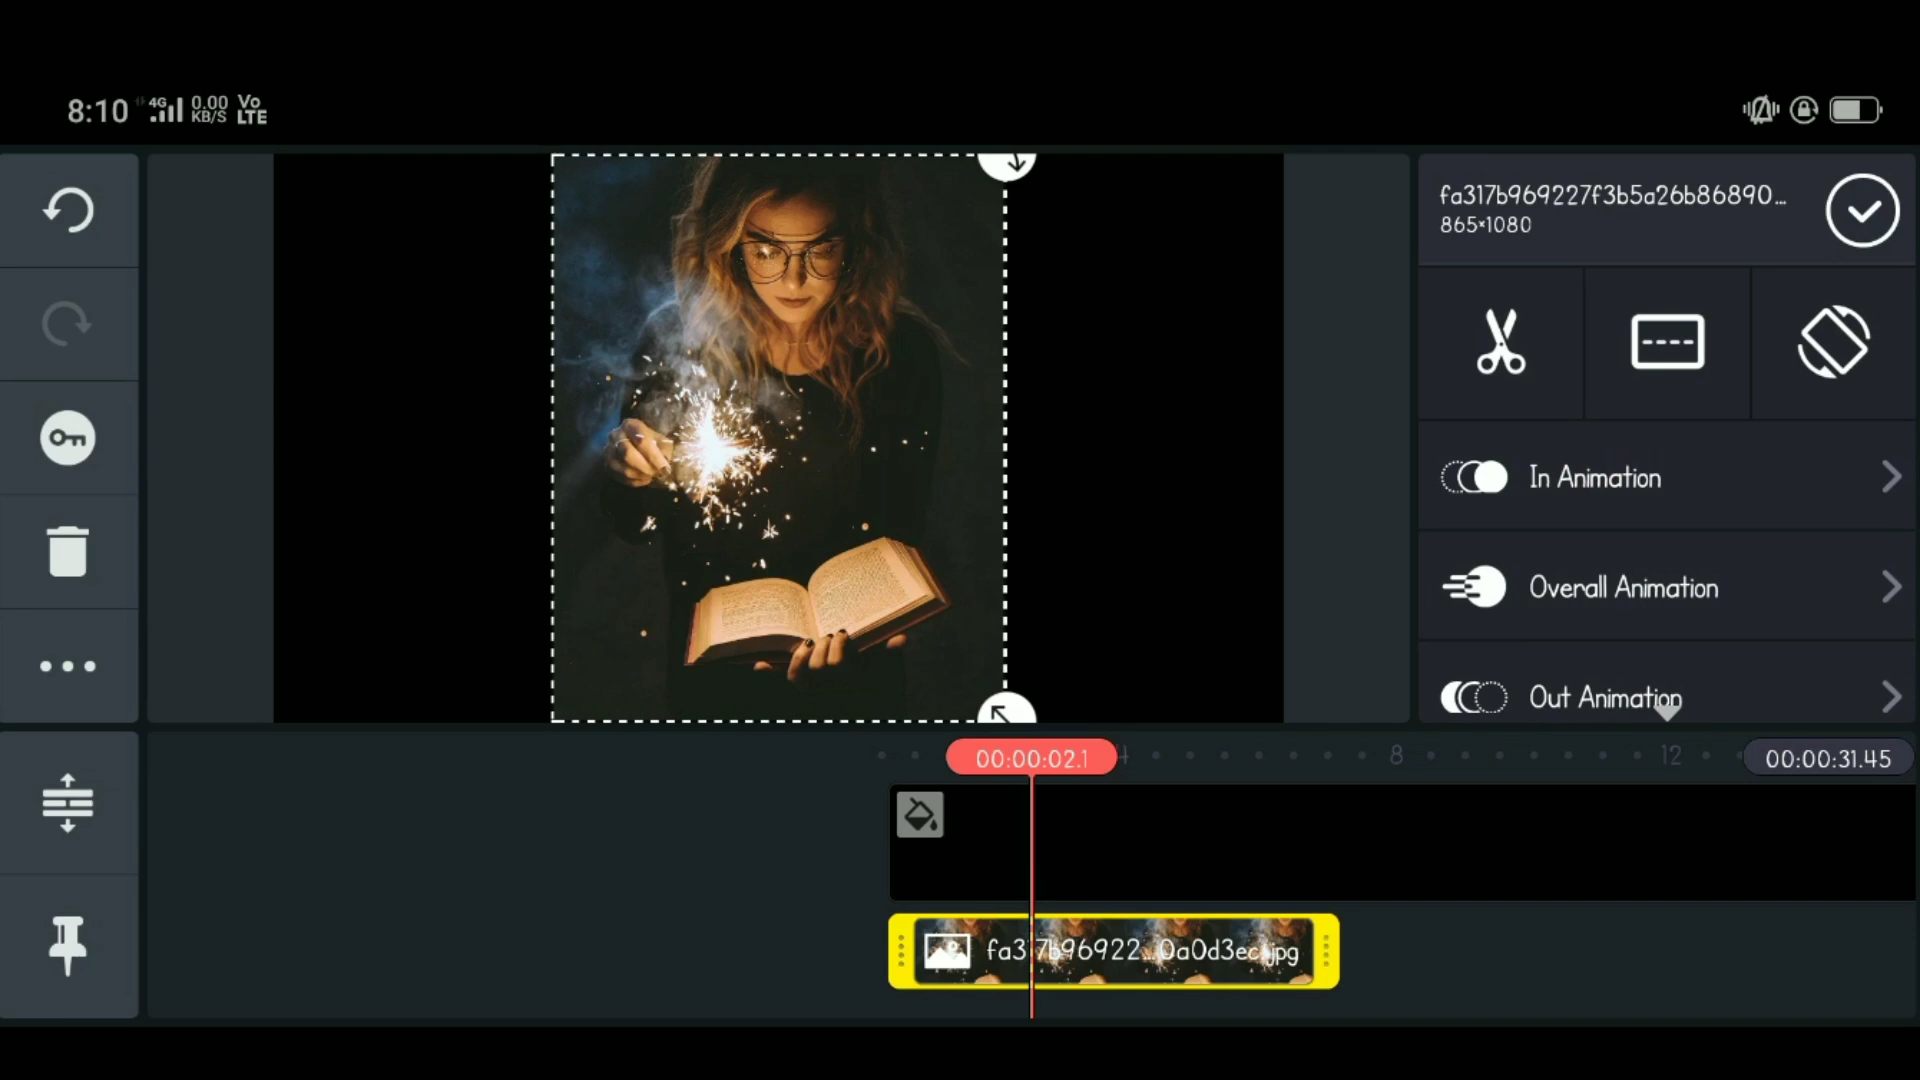 8:10 4G 0.00 KB/S Vo LTE
fa317b969227f3b5a26b86890...
865×1080
In Animation
Overall Animation
Out Animation
00:00:02.1
4
8
12
00:00:31.45
fa317b96922...0a0d3ec.jpg